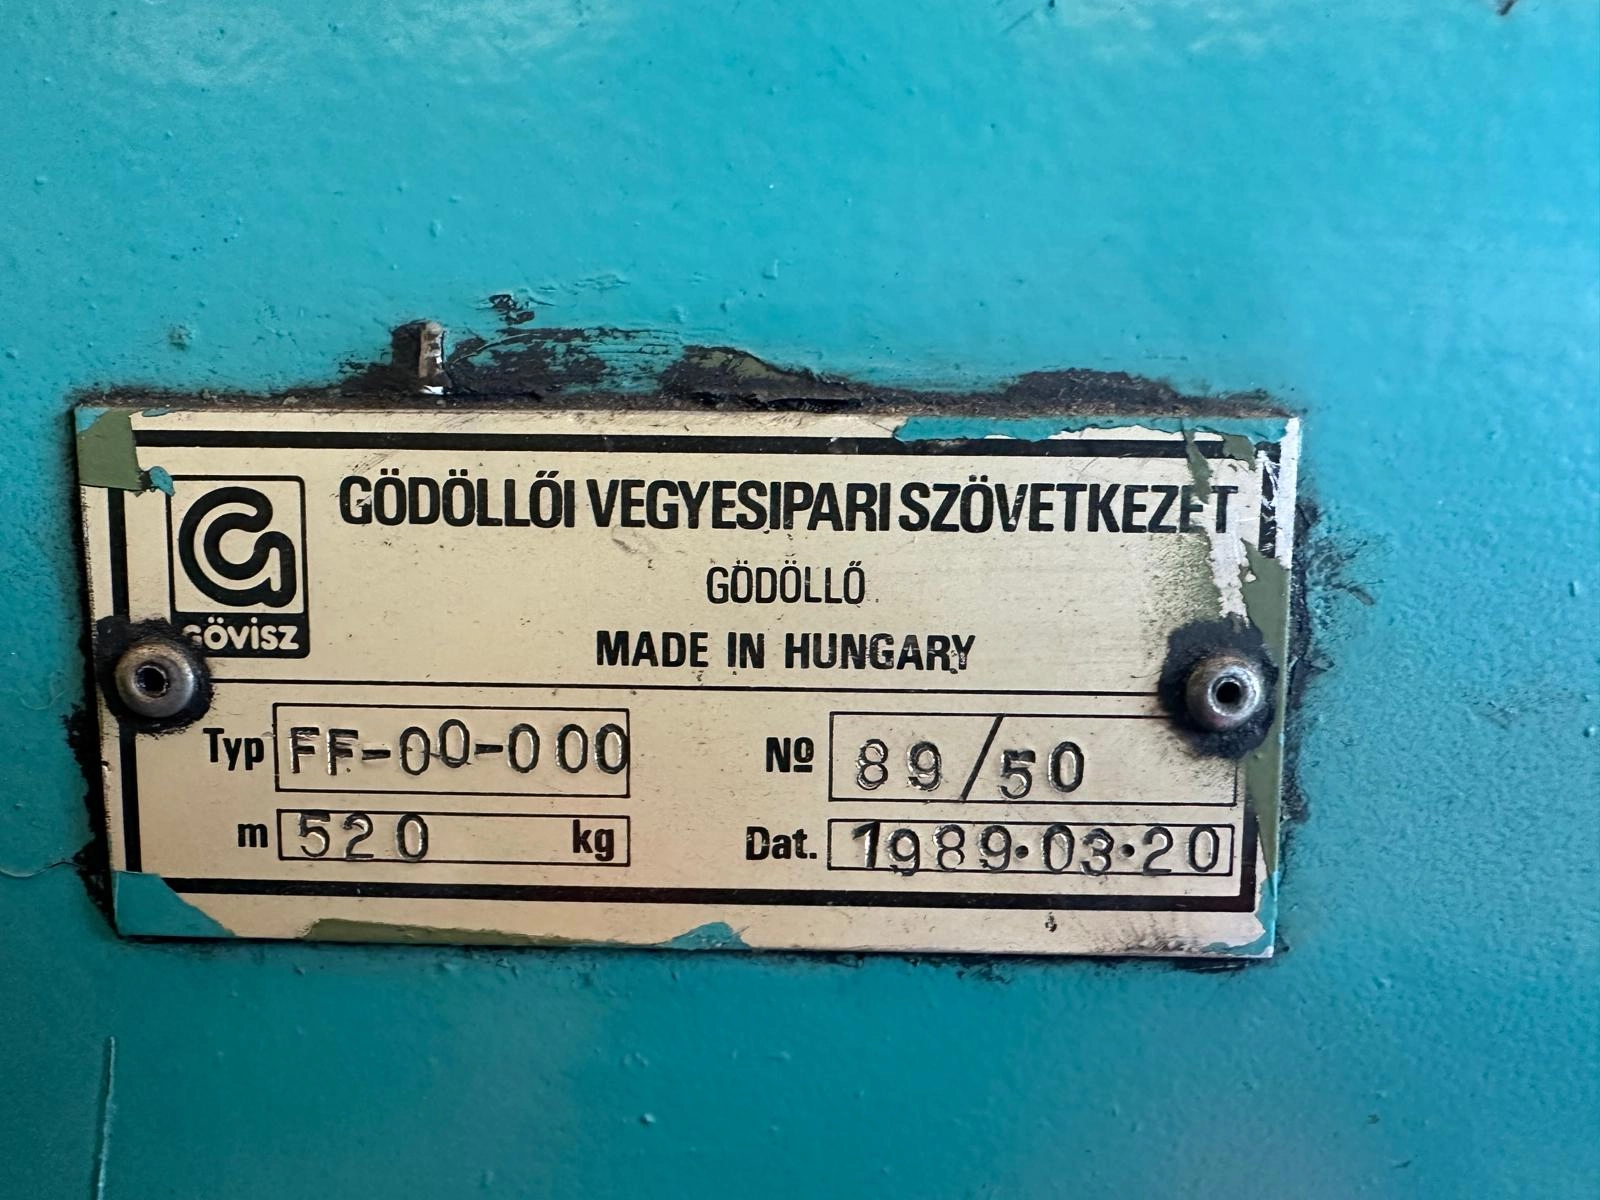 GÖDÖLLŐI VEGYESIPARI SZÖVETKEZET
GÖDÖLLŐ
MADE IN HUNGARY
GÖVISZ
Typ FF-00-000 Nº 89/50
m 520 kg Dat. 1989·03·20